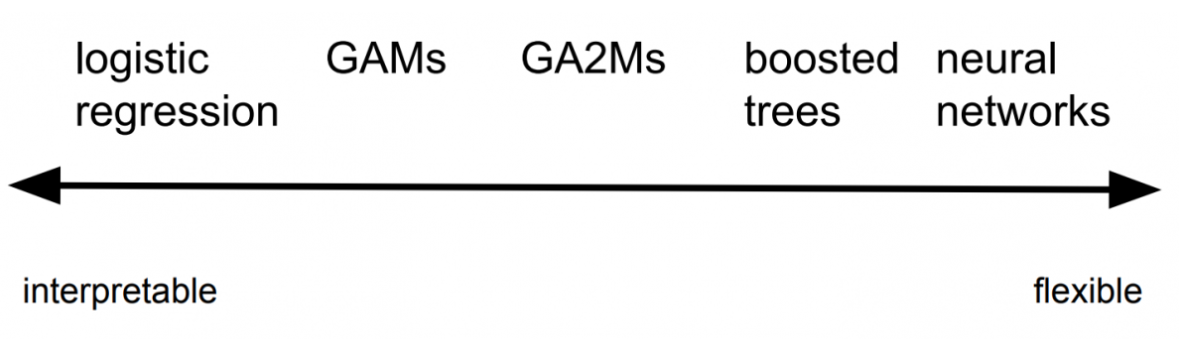 logistic regression
GAMs
GA2Ms
boosted trees
neural networks
interpretable
flexible